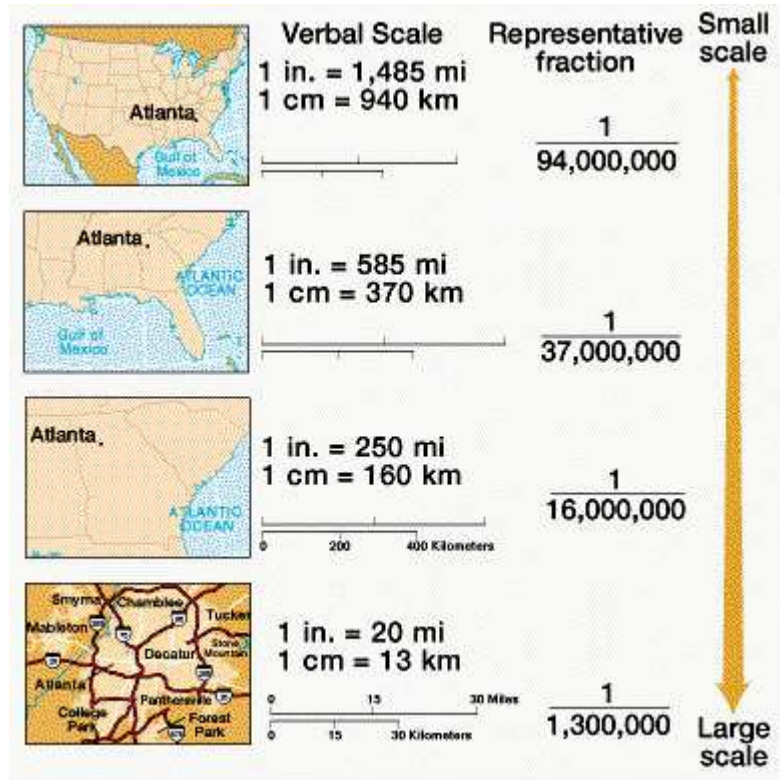 Verbal Scale
Representative
fraction
Small
scale
Atlanta
Gulf of
Mexico
1 in. = 1,485 mi
1 cm = 940 km
1
94,000,000
Atlanta
ATLANTIC
OCEAN
Gulf of
Mexico
1 in. = 585 mi
1 cm = 370 km
1
37,000,000
Atlanta
ATLANTIC
OCEAN
1 in. = 250 mi
1 cm = 160 km
0 200 400 Kilometers
1
16,000,000
Smyrna
Chamblee
Tucker
Mableton
Stone
Mountain
Decatur
Atlanta
Panthersville
College
Park
Forest
Park
1 in. = 20 mi
1 cm = 13 km
0 15 30 Miles
0 15 30 Kilometers
1
1,300,000
Large
scale